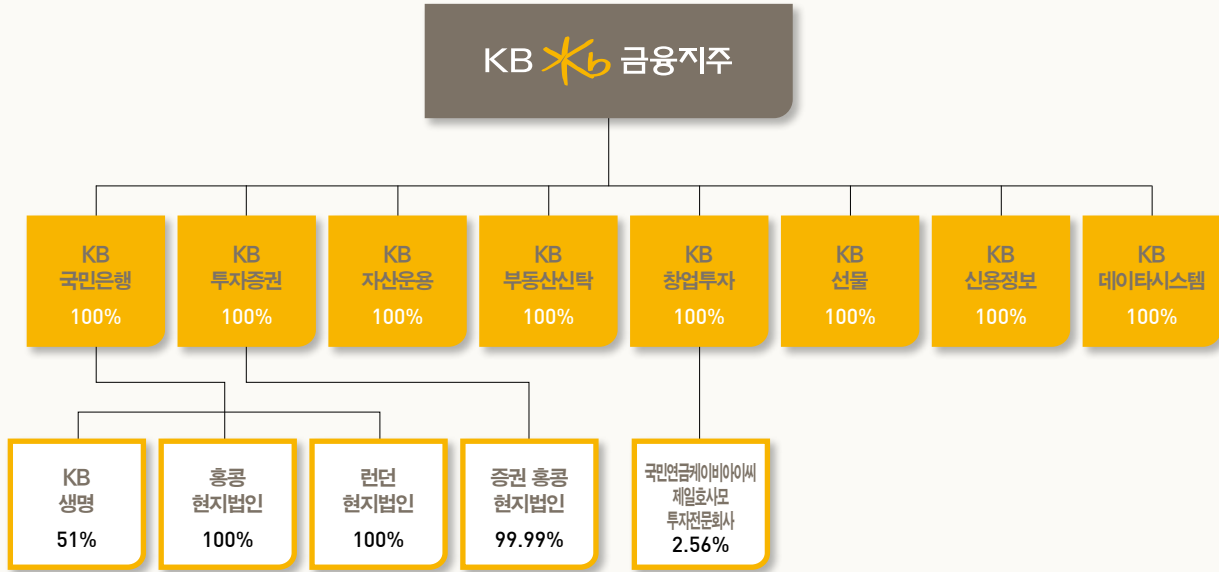 KB Kb 금융지주
KB
국민은행
100%
KB
투자증권
100%
KB
자산운용
100%
KB
부동산신탁
100%
KB
창업투자
100%
KB
선물
100%
KB
신용정보
100%
KB
데이타시스템
100%
KB
생명
51%
홍콩
현지법인
100%
런던
현지법인
100%
증권 홍콩
현지법인
99.99%
국민연금케이비아이씨
제일호사모
투자전문회사
2.56%